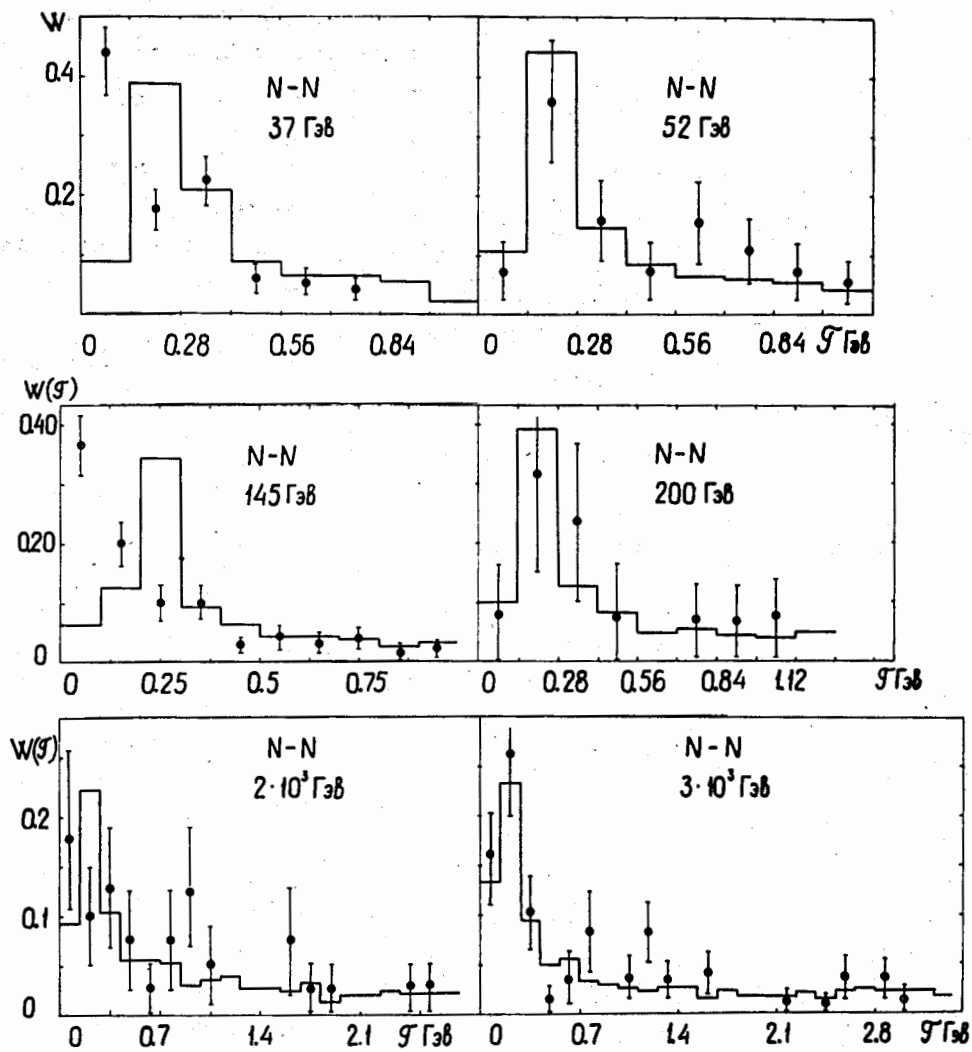 W
0.4
0.2
N-N
37 Гэв
N-N
52 Гэв
0 0.28 0.56 0.84
0 0.28 0.56 0.84 𝒯 Гэв
W(𝒯)
0.40
0.20
0
N-N
145 Гэв
N-N
200 Гэв
0 0.25 0.5 0.75
0 0.28 0.56 0.84 1.12 𝒯 Гэв
W(𝒯)
0.2
0.1
0
N-N
2·10³ Гэв
N-N
3·10³ Гэв
0 0.7 1.4 2.1 𝒯 Гэв
0 0.7 1.4 2.1 2.8 𝒯 Гэв